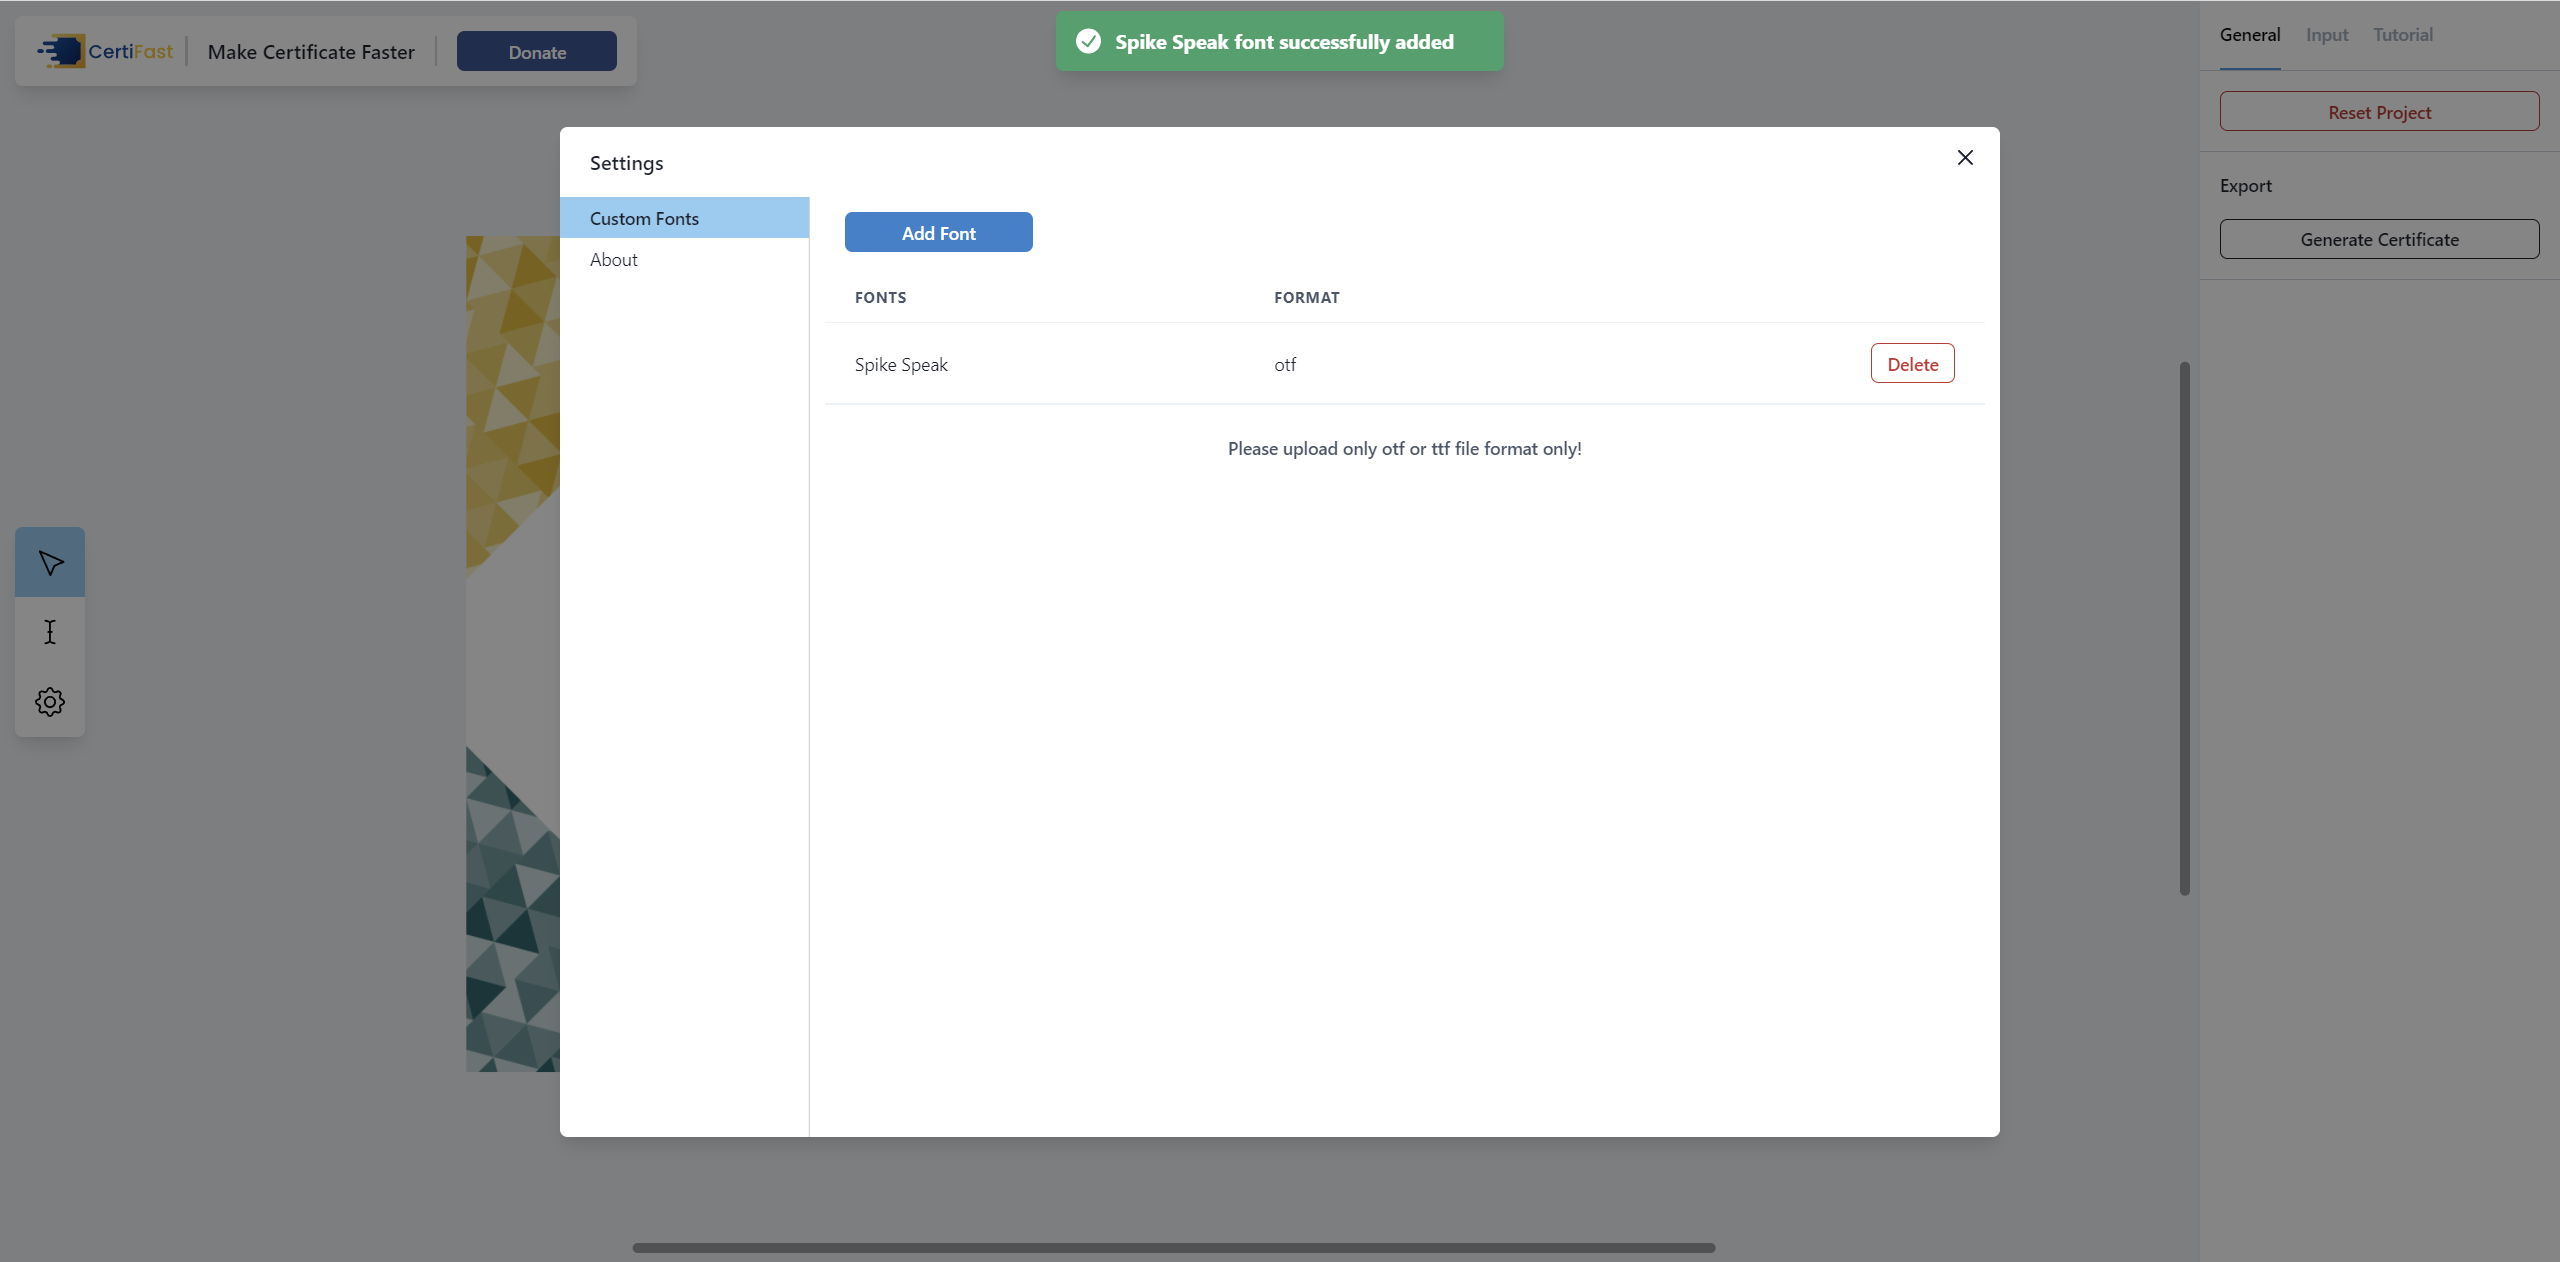 CertiFast
Make Certificate Faster
Donate
Spike Speak font successfully added
General
Input
Tutorial
Reset Project
Export
Generate Certificate
Settings
Custom Fonts
About
Add Font
FONTS
FORMAT
Spike Speak
otf
Delete
Please upload only otf or ttf file format only!